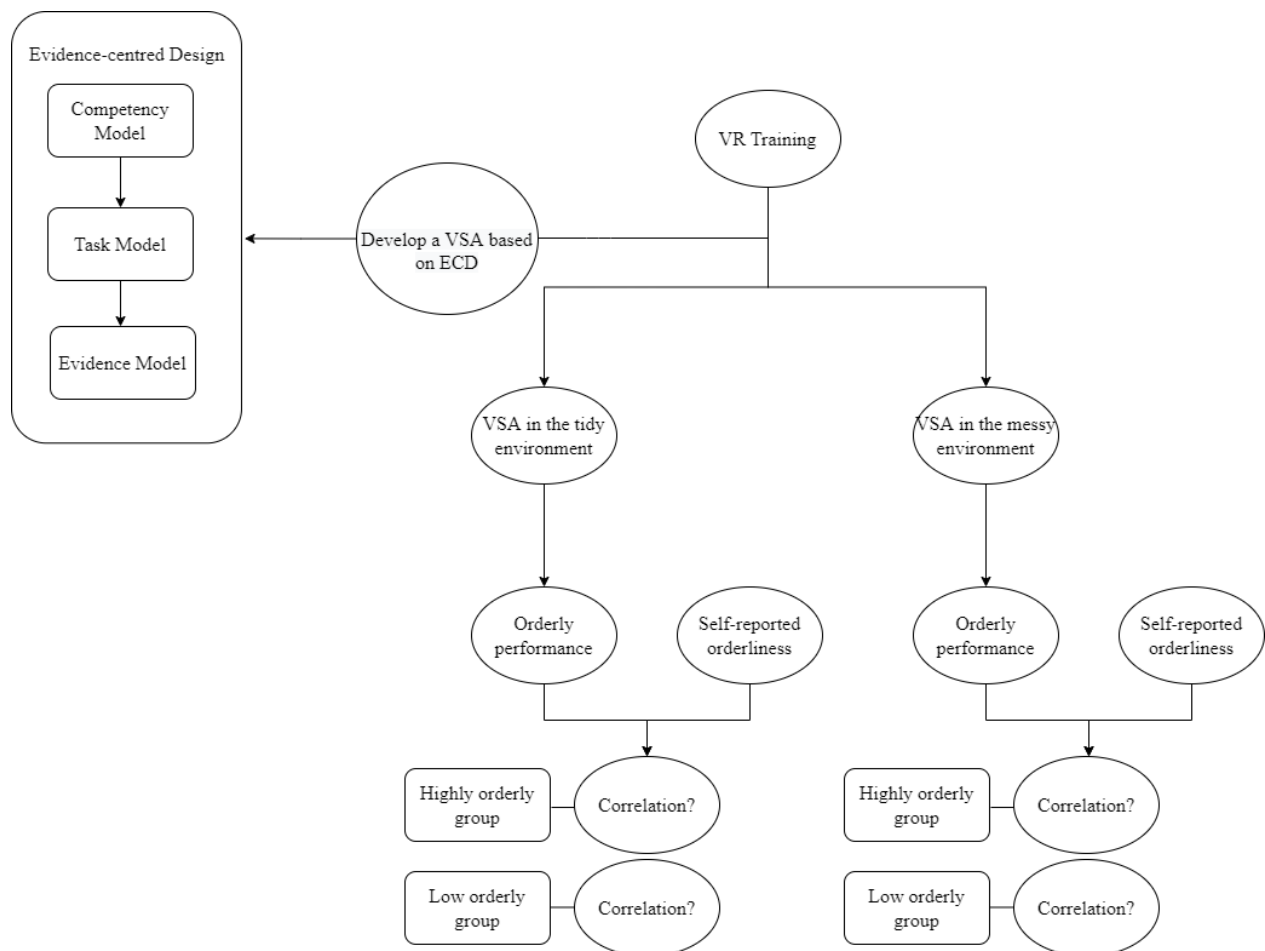 Evidence-centred Design
Competency
Model
Task Model
Evidence Model
VR Training
Develop a VSA based
on ECD
VSA in the tidy
environment
VSA in the messy
environment
Orderly
performance
Self-reported
orderliness
Orderly
performance
Self-reported
orderliness
Highly orderly
group
Correlation?
Highly orderly
group
Correlation?
Low orderly
group
Correlation?
Low orderly
group
Correlation?